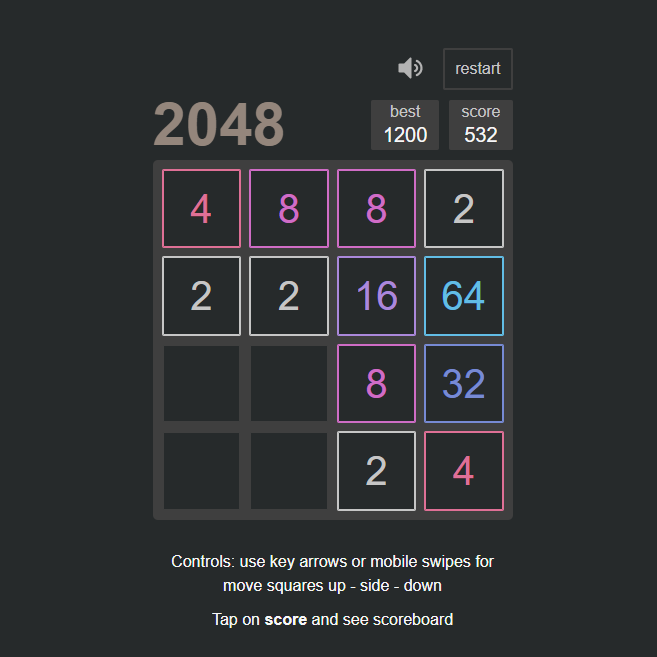 restart
2048
best
1200
score
532
4 8 8 2
2 2 16 64
8 32
2 4
Controls: use key arrows or mobile swipes for
move squares up - side - down
Tap on score and see scoreboard